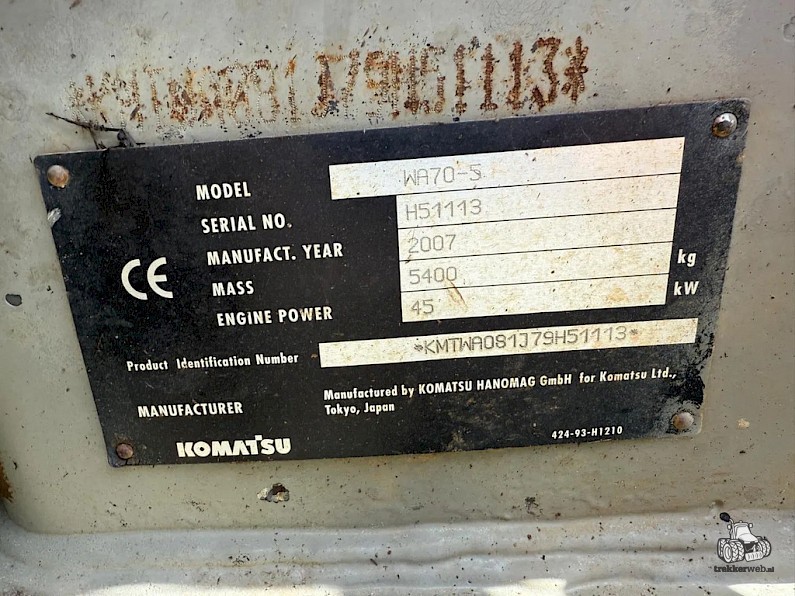 J79H51113*
MODEL WA70-5
SERIAL NO. H51113
MANUFACT. YEAR 2007
MASS 5400 kg
ENGINE POWER 45 kW
CE
Product Identification Number *KMTWA081J79H51113*
MANUFACTURER Manufactured by KOMATSU HANOMAG GmbH for Komatsu Ltd.,
Tokyo, Japan
KOMATSU
424-93-H1210
trekkerweb.nl